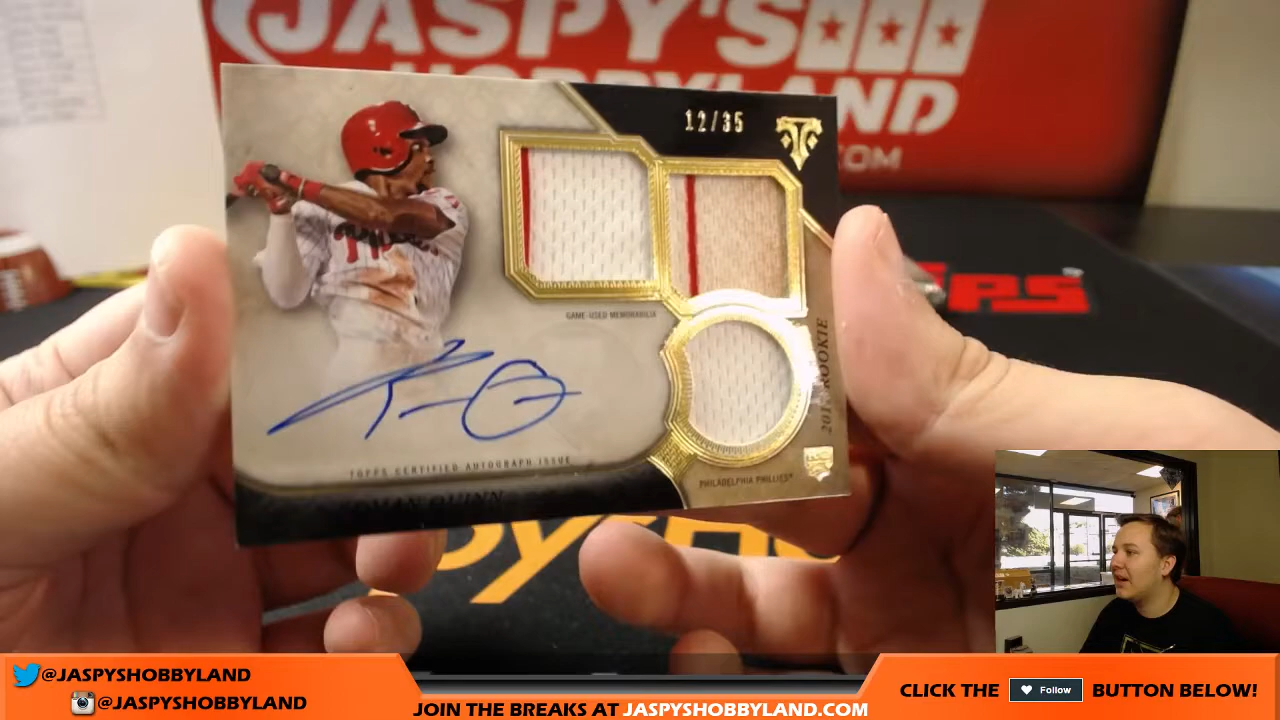 JASPY'S
HOBBYLAND
.COM
12/35
GAME-USED MEMORABILIA
ROOKIE
TOPPS CERTIFIED AUTOGRAPH ISSUE
PHILADELPHIA PHILLIES
QUINN
@JASPYSHOBBYLAND
@JASPYSHOBBYLAND
JOIN THE BREAKS AT JASPYSHOBBYLAND.COM
CLICK THE Follow BUTTON BELOW!